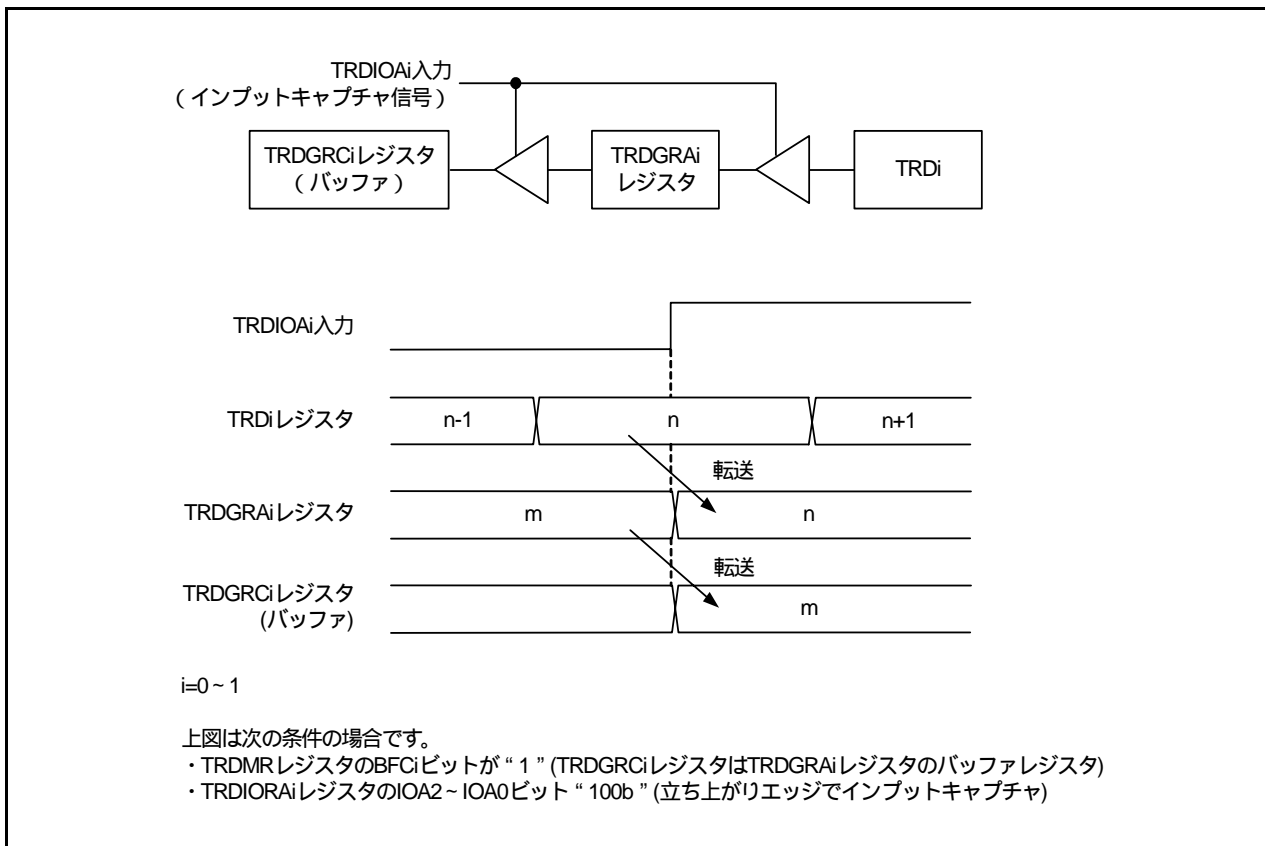 TRDIOAi入力
（インプットキャプチャ信号）
TRDGRCiレジスタ
（バッファ）
TRDGRAi
レジスタ
TRDi
TRDIOAi入力
TRDiレジスタ
n-1
n
n+1
転送
TRDGRAiレジスタ
m
n
転送
TRDGRCiレジスタ
(バッファ)
m
i=0～1
上図は次の条件の場合です。
・TRDMRレジスタのBFCiビットが“1”(TRDGRCiレジスタはTRDGRAiレジスタのバッファレジスタ)
・TRDIORAiレジスタのIOA2～IOA0ビット“100b”(立ち上がりエッジでインプットキャプチャ)